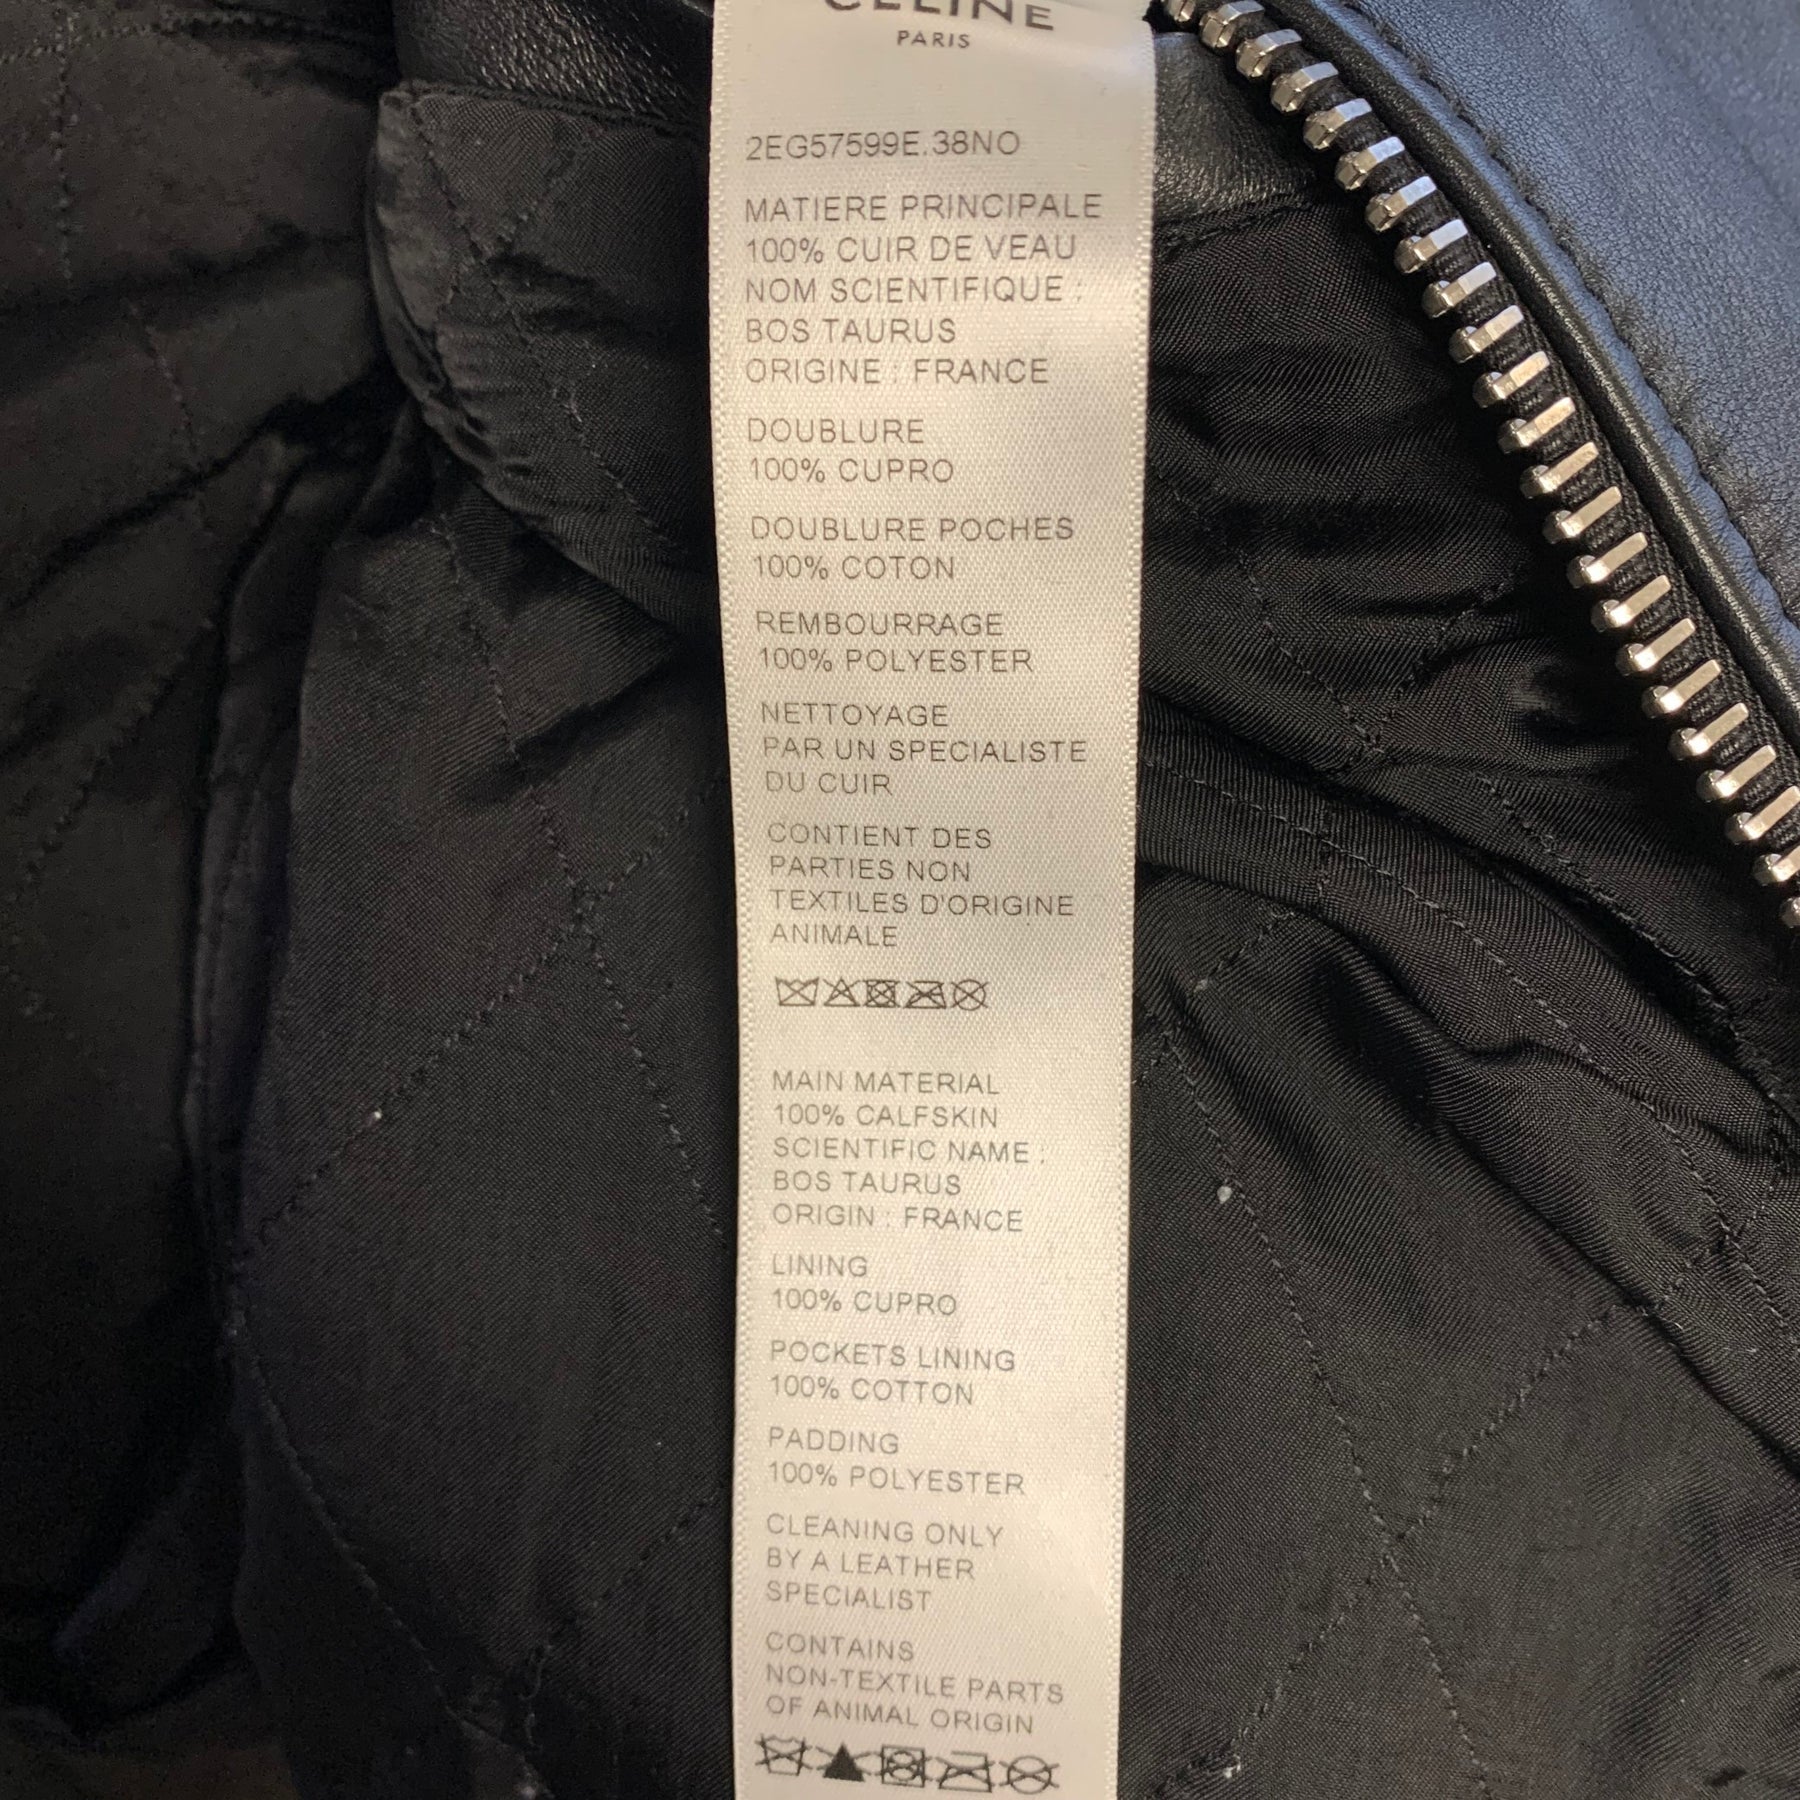 CELINE
PARIS
2EG57599E.38NO
MATIERE PRINCIPALE
100% CUIR DE VEAU
NOM SCIENTIFIQUE :
BOS TAURUS
ORIGINE : FRANCE
DOUBLURE
100% CUPRO
DOUBLURE POCHES
100% COTON
REMBOURRAGE
100% POLYESTER
NETTOYAGE
PAR UN SPECIALISTE
DU CUIR
CONTIENT DES
PARTIES NON
TEXTILES D'ORIGINE
ANIMALE
MAIN MATERIAL
100% CALFSKIN
SCIENTIFIC NAME :
BOS TAURUS
ORIGIN : FRANCE
LINING
100% CUPRO
POCKETS LINING
100% COTTON
PADDING
100% POLYESTER
CLEANING ONLY
BY A LEATHER
SPECIALIST
CONTAINS
NON-TEXTILE PARTS
OF ANIMAL ORIGIN